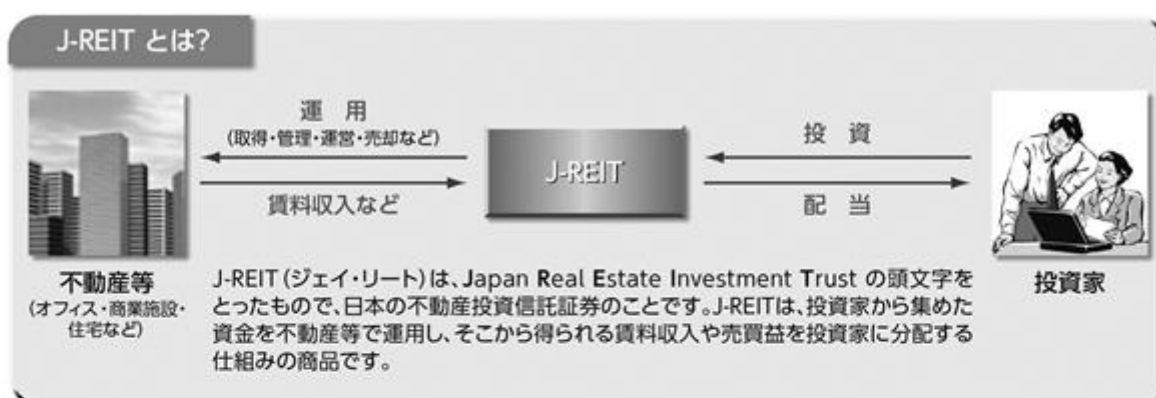 J-REIT とは?
運 用
(取得・管理・運営・売却など)
賃料収入など
J-REIT
投 資
配 当
不動産等
(オフィス・商業施設・
住宅など)
投資家
J-REIT(ジェイ・リート)は、Japan Real Estate Investment Trust の頭文字を
とったもので、日本の不動産投資信託証券のことです。J-REITは、投資家から集めた
資金を不動産等で運用し、そこから得られる賃料収入や売買益を投資家に分配する
仕組みの商品です。